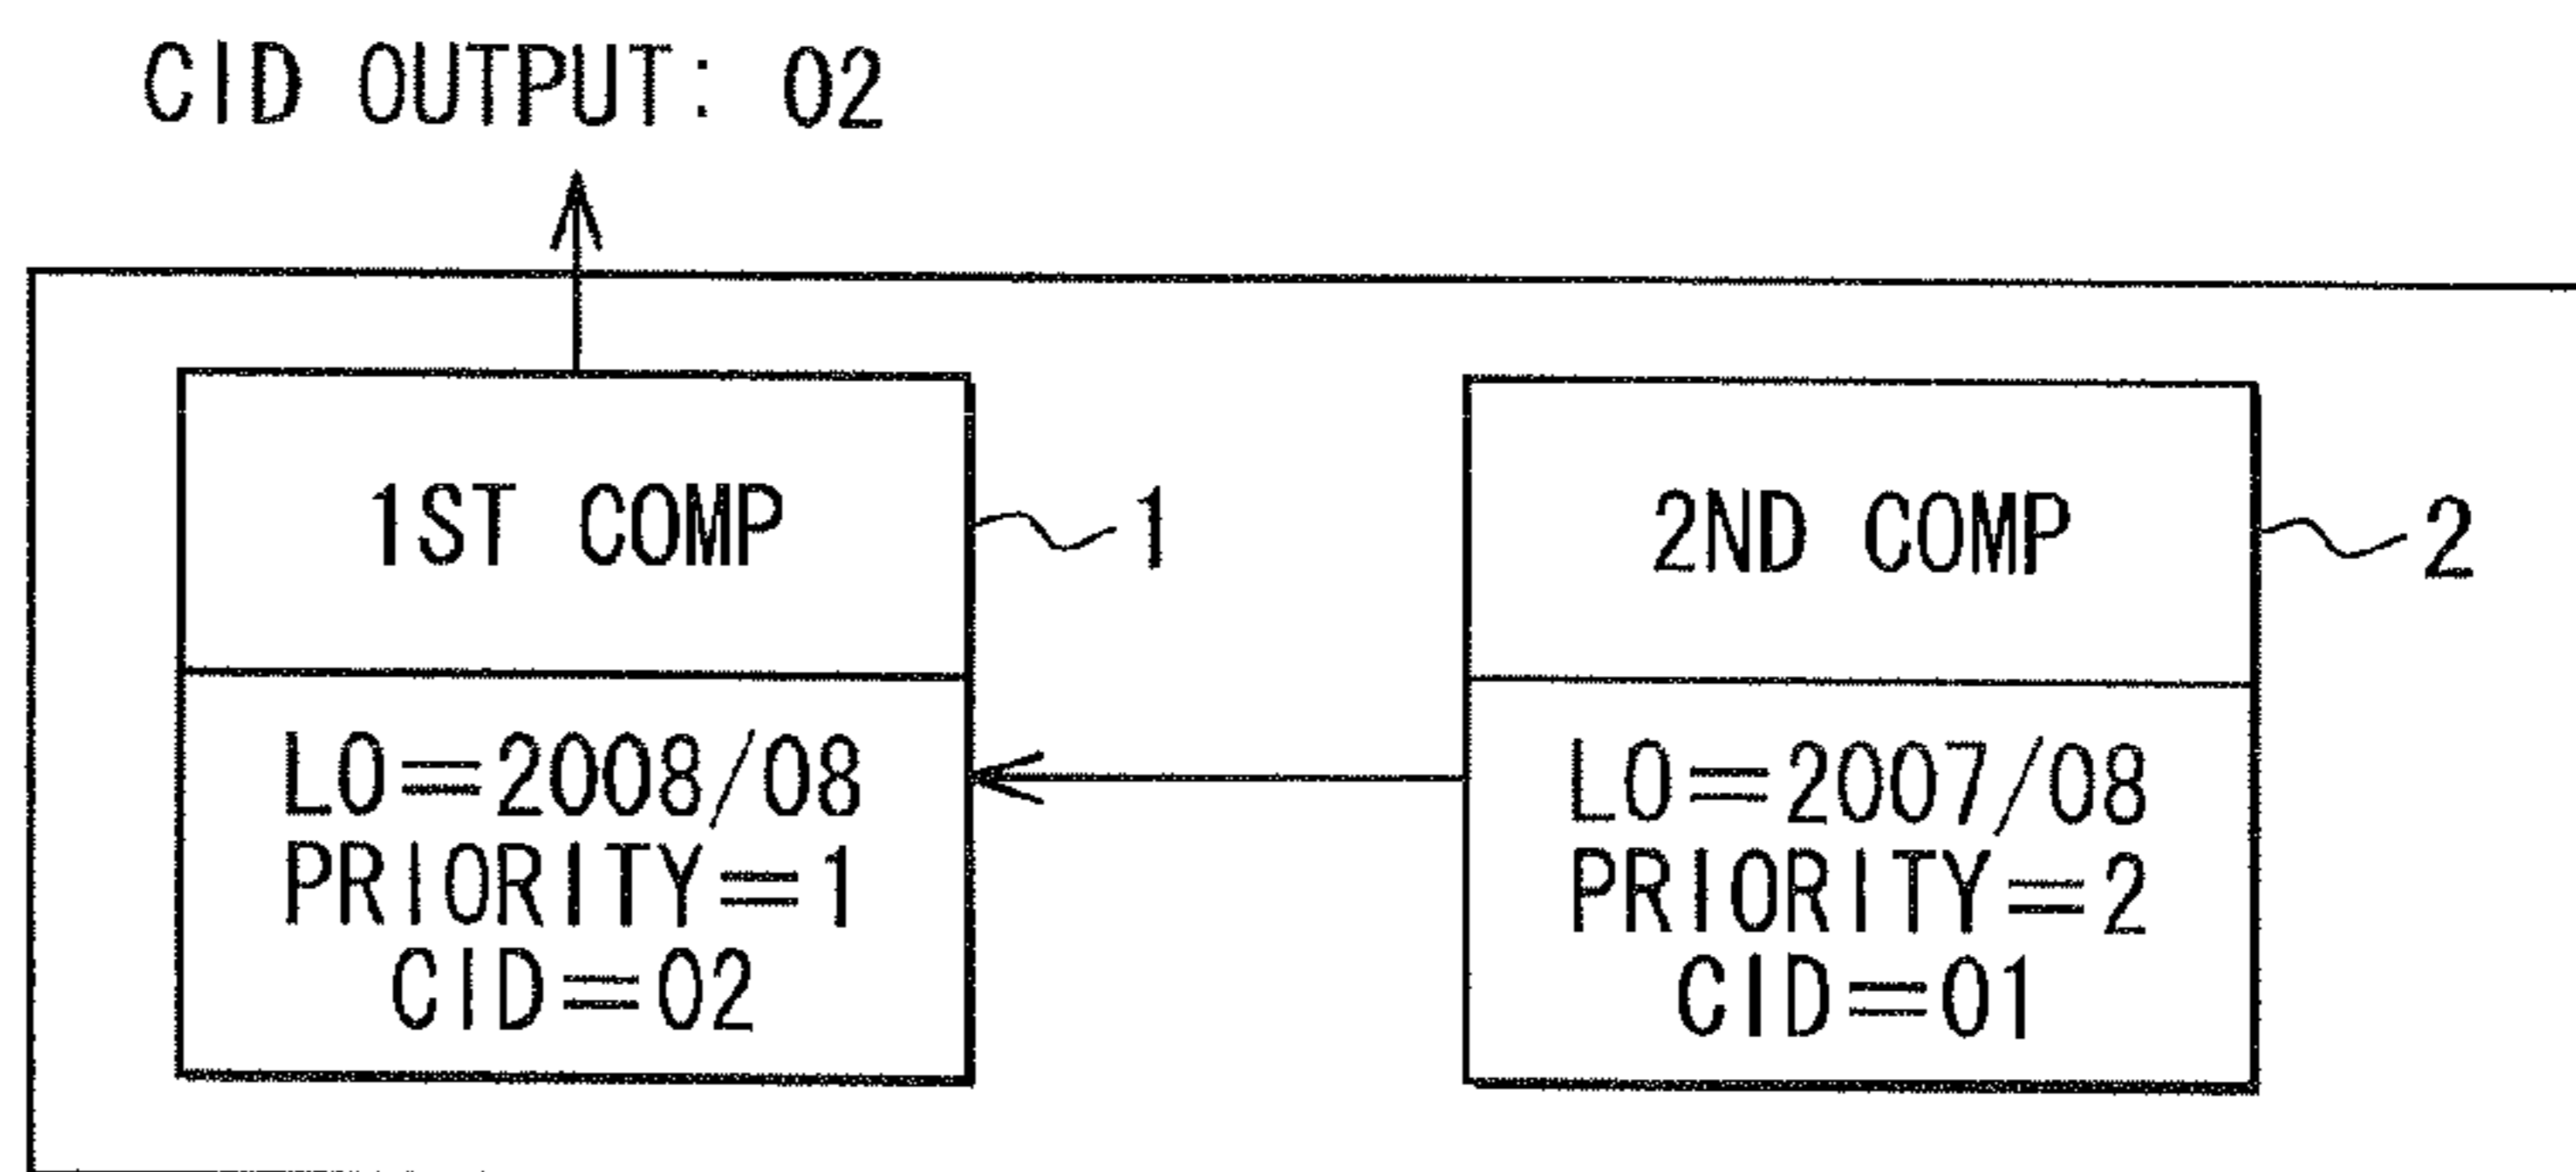 CID OUTPUT: 02
1ST COMP
1
LO=2008/08
PRIORITY=1
CID=02
2ND COMP
2
LO=2007/08
PRIORITY=2
CID=01